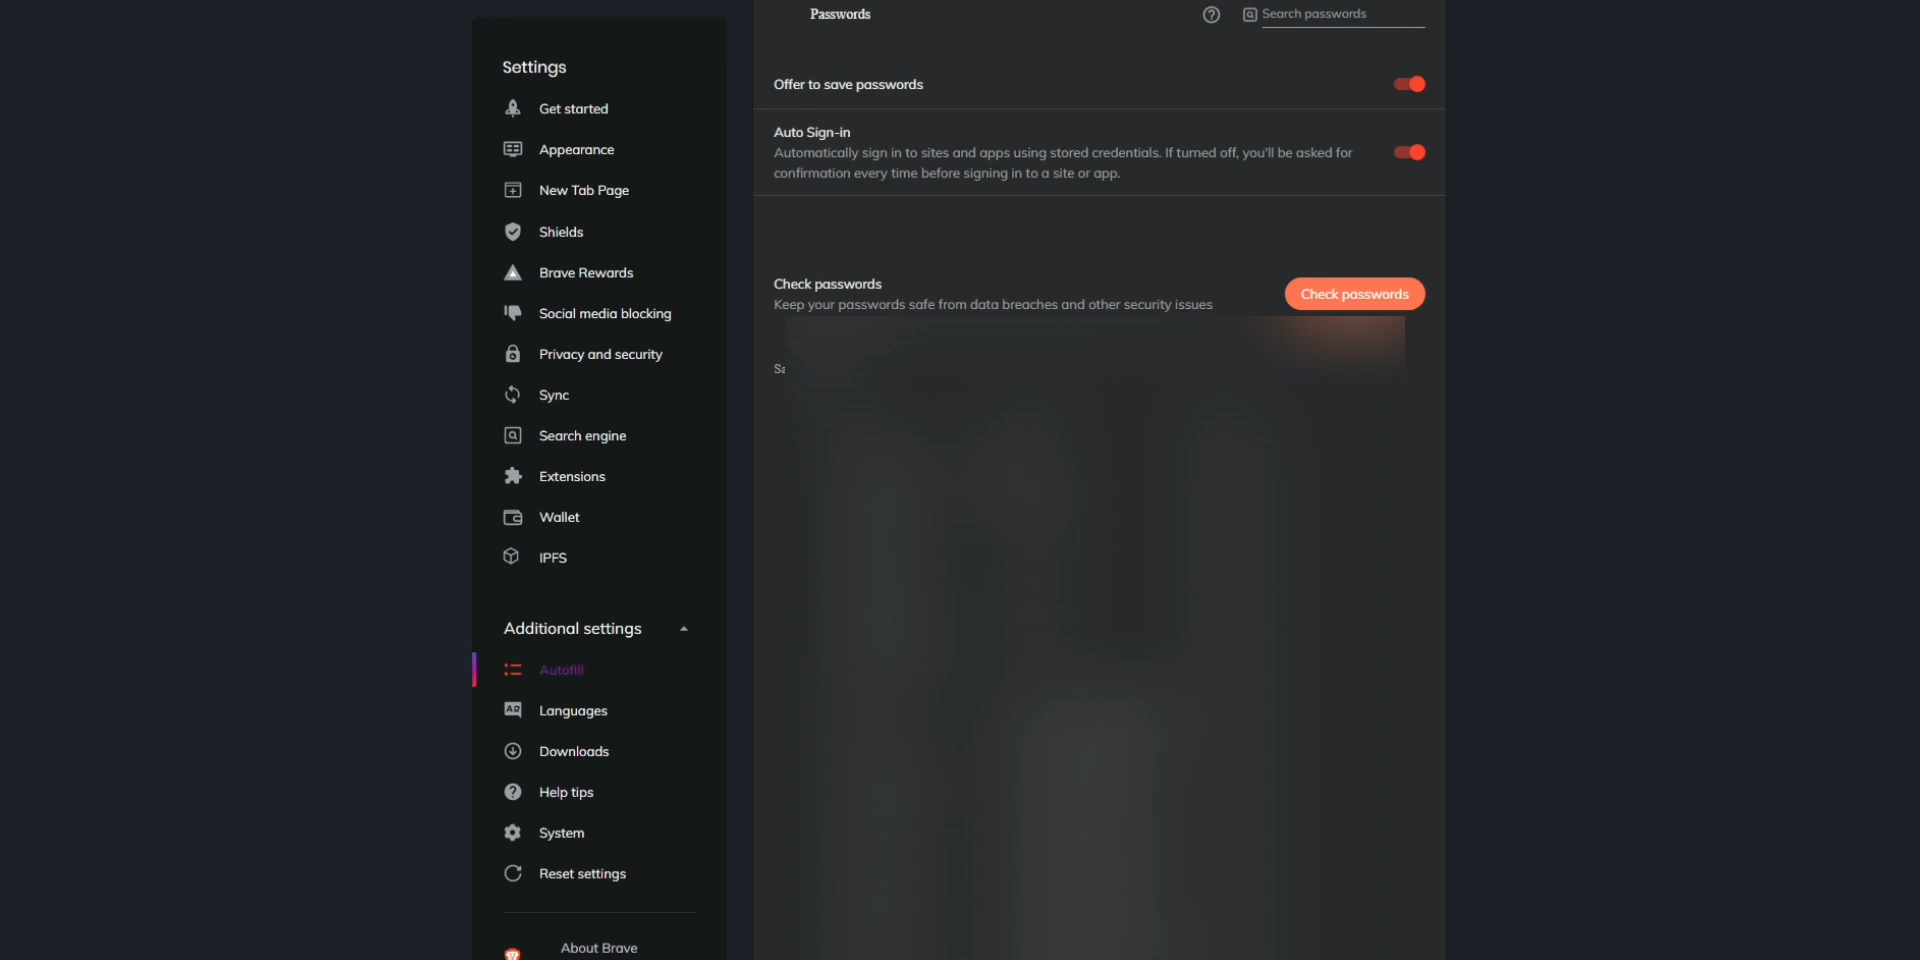 Settings
Get started
Appearance
New Tab Page
Shields
Brave Rewards
Social media blocking
Privacy and security
Sync
Search engine
Extensions
Wallet
IPFS
Additional settings
Autofill
Languages
Downloads
Help tips
System
Reset settings
About Brave
Passwords
Search passwords
Offer to save passwords
Auto Sign-in
Automatically sign in to sites and apps using stored credentials. If turned off, you'll be asked for
confirmation every time before signing in to a site or app.
Check passwords
Keep your passwords safe from data breaches and other security issues
Check passwords
Sa